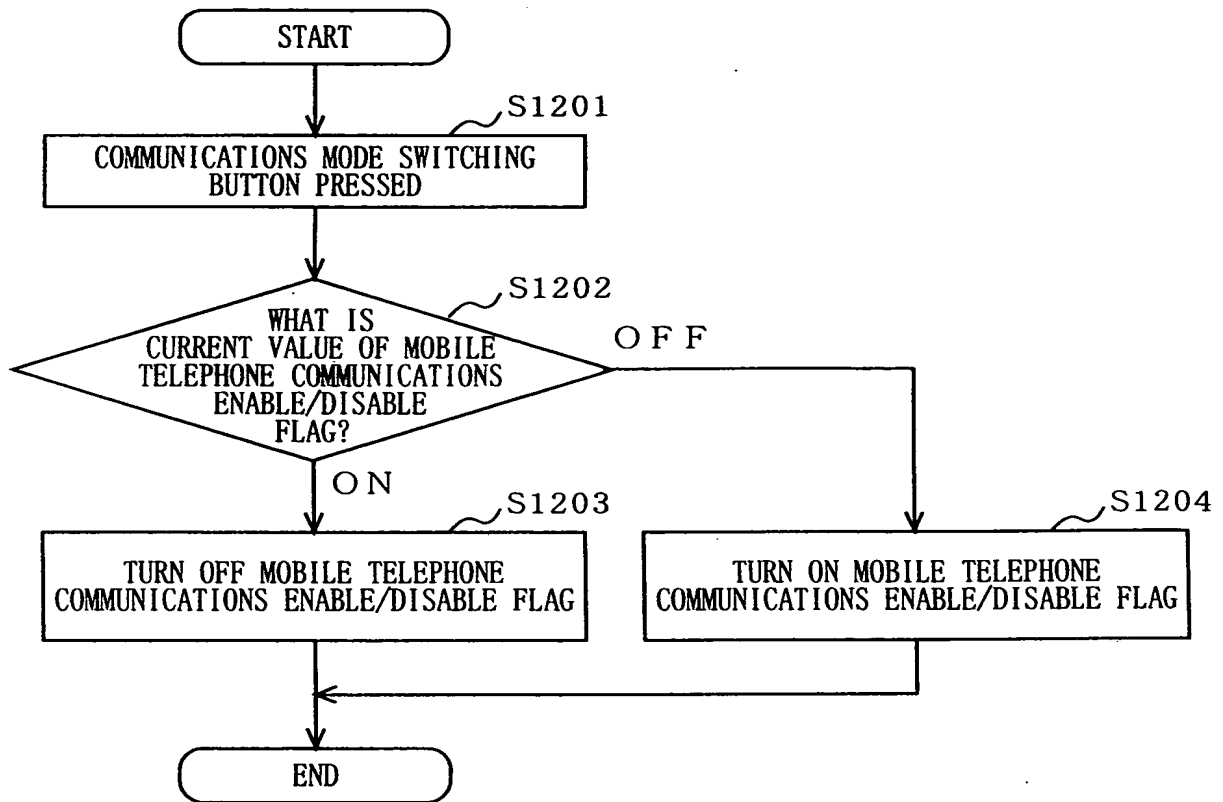 START
S1201
COMMUNICATIONS MODE SWITCHING
BUTTON PRESSED
S1202
WHAT IS
CURRENT VALUE OF MOBILE
TELEPHONE COMMUNICATIONS
ENABLE/DISABLE
FLAG?
OFF
ON
S1203
TURN OFF MOBILE TELEPHONE
COMMUNICATIONS ENABLE/DISABLE FLAG
S1204
TURN ON MOBILE TELEPHONE
COMMUNICATIONS ENABLE/DISABLE FLAG
END